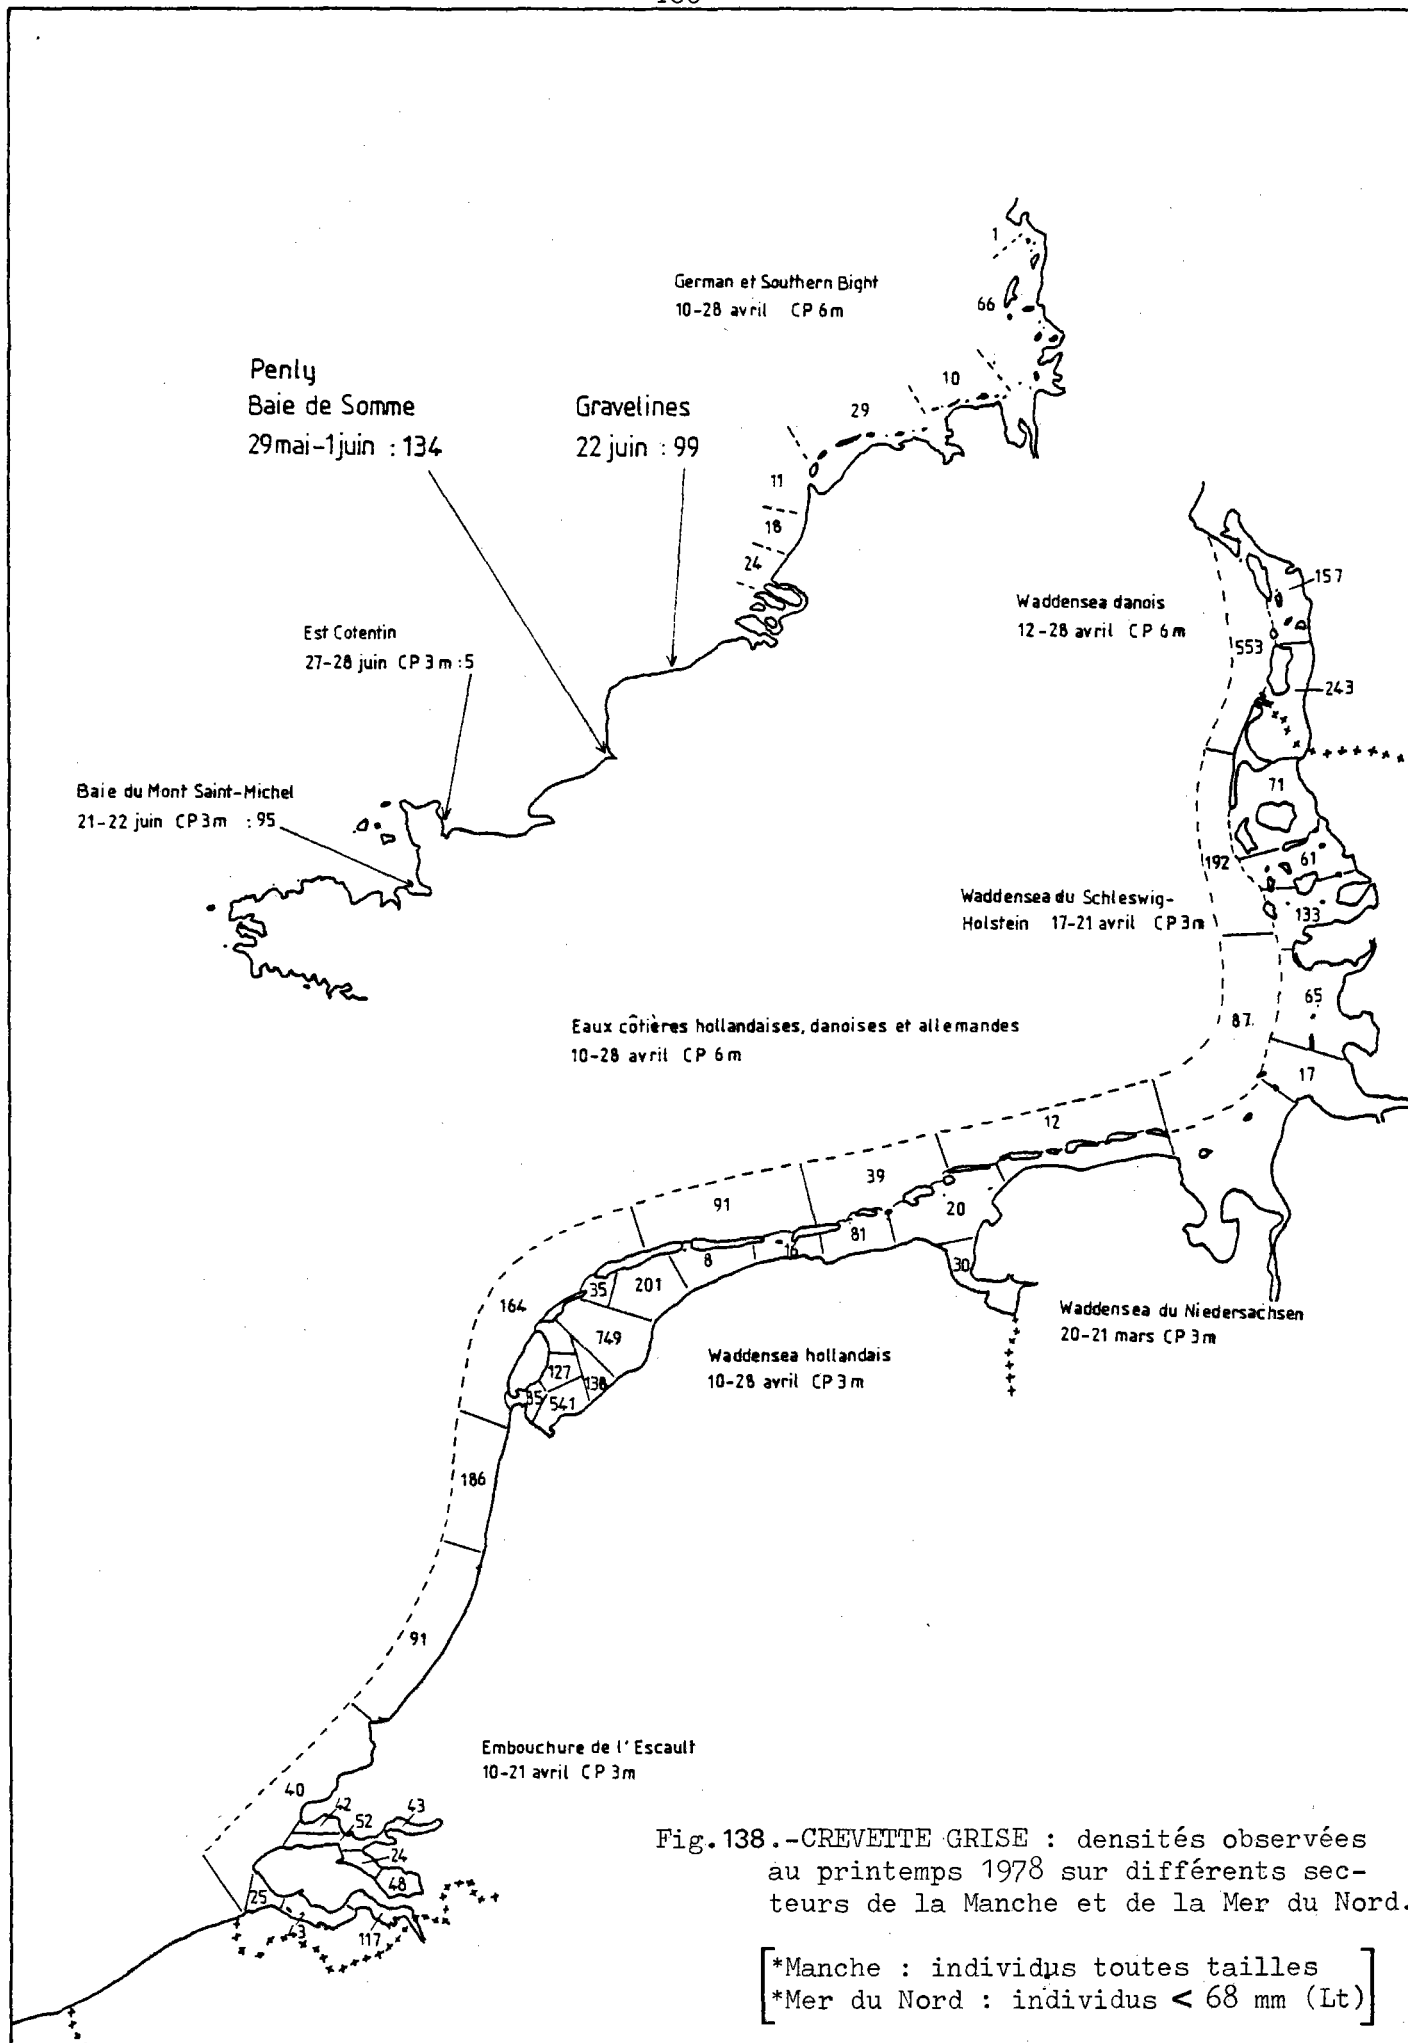 German et Southern Bight
10-28 avril CP 6m
1
66
10
29
11
18
24
Penly
Baie de Somme
29mai-1juin : 134
Gravelines
22 juin : 99
Est Cotentin
27-28 juin CP 3m : 5
Baie du Mont Saint-Michel
21-22 juin CP 3m : 95
Waddensea danois
12-28 avril CP 6m
157
553
243
71
192
61
133
Waddensea du Schleswig-
Holstein 17-21 avril CP 3m
65
87
17
Eaux côtières hollandaises, danoises et allemandes
10-28 avril CP 6m
12
39
91
20
81
16
8
30
201
35
164
749
127
138
35
541
Waddensea du Niedersachsen
20-21 mars CP 3m
Waddensea hollandais
10-28 avril CP 3m
186
91
Embouchure de l'Escault
10-21 avril CP 3m
40
42
43
52
24
48
25
43
117
Fig.138.-CREVETTE GRISE : densités observées
au printemps 1978 sur différents sec-
teurs de la Manche et de la Mer du Nord.
*Manche : individus toutes tailles
*Mer du Nord : individus < 68 mm (Lt)